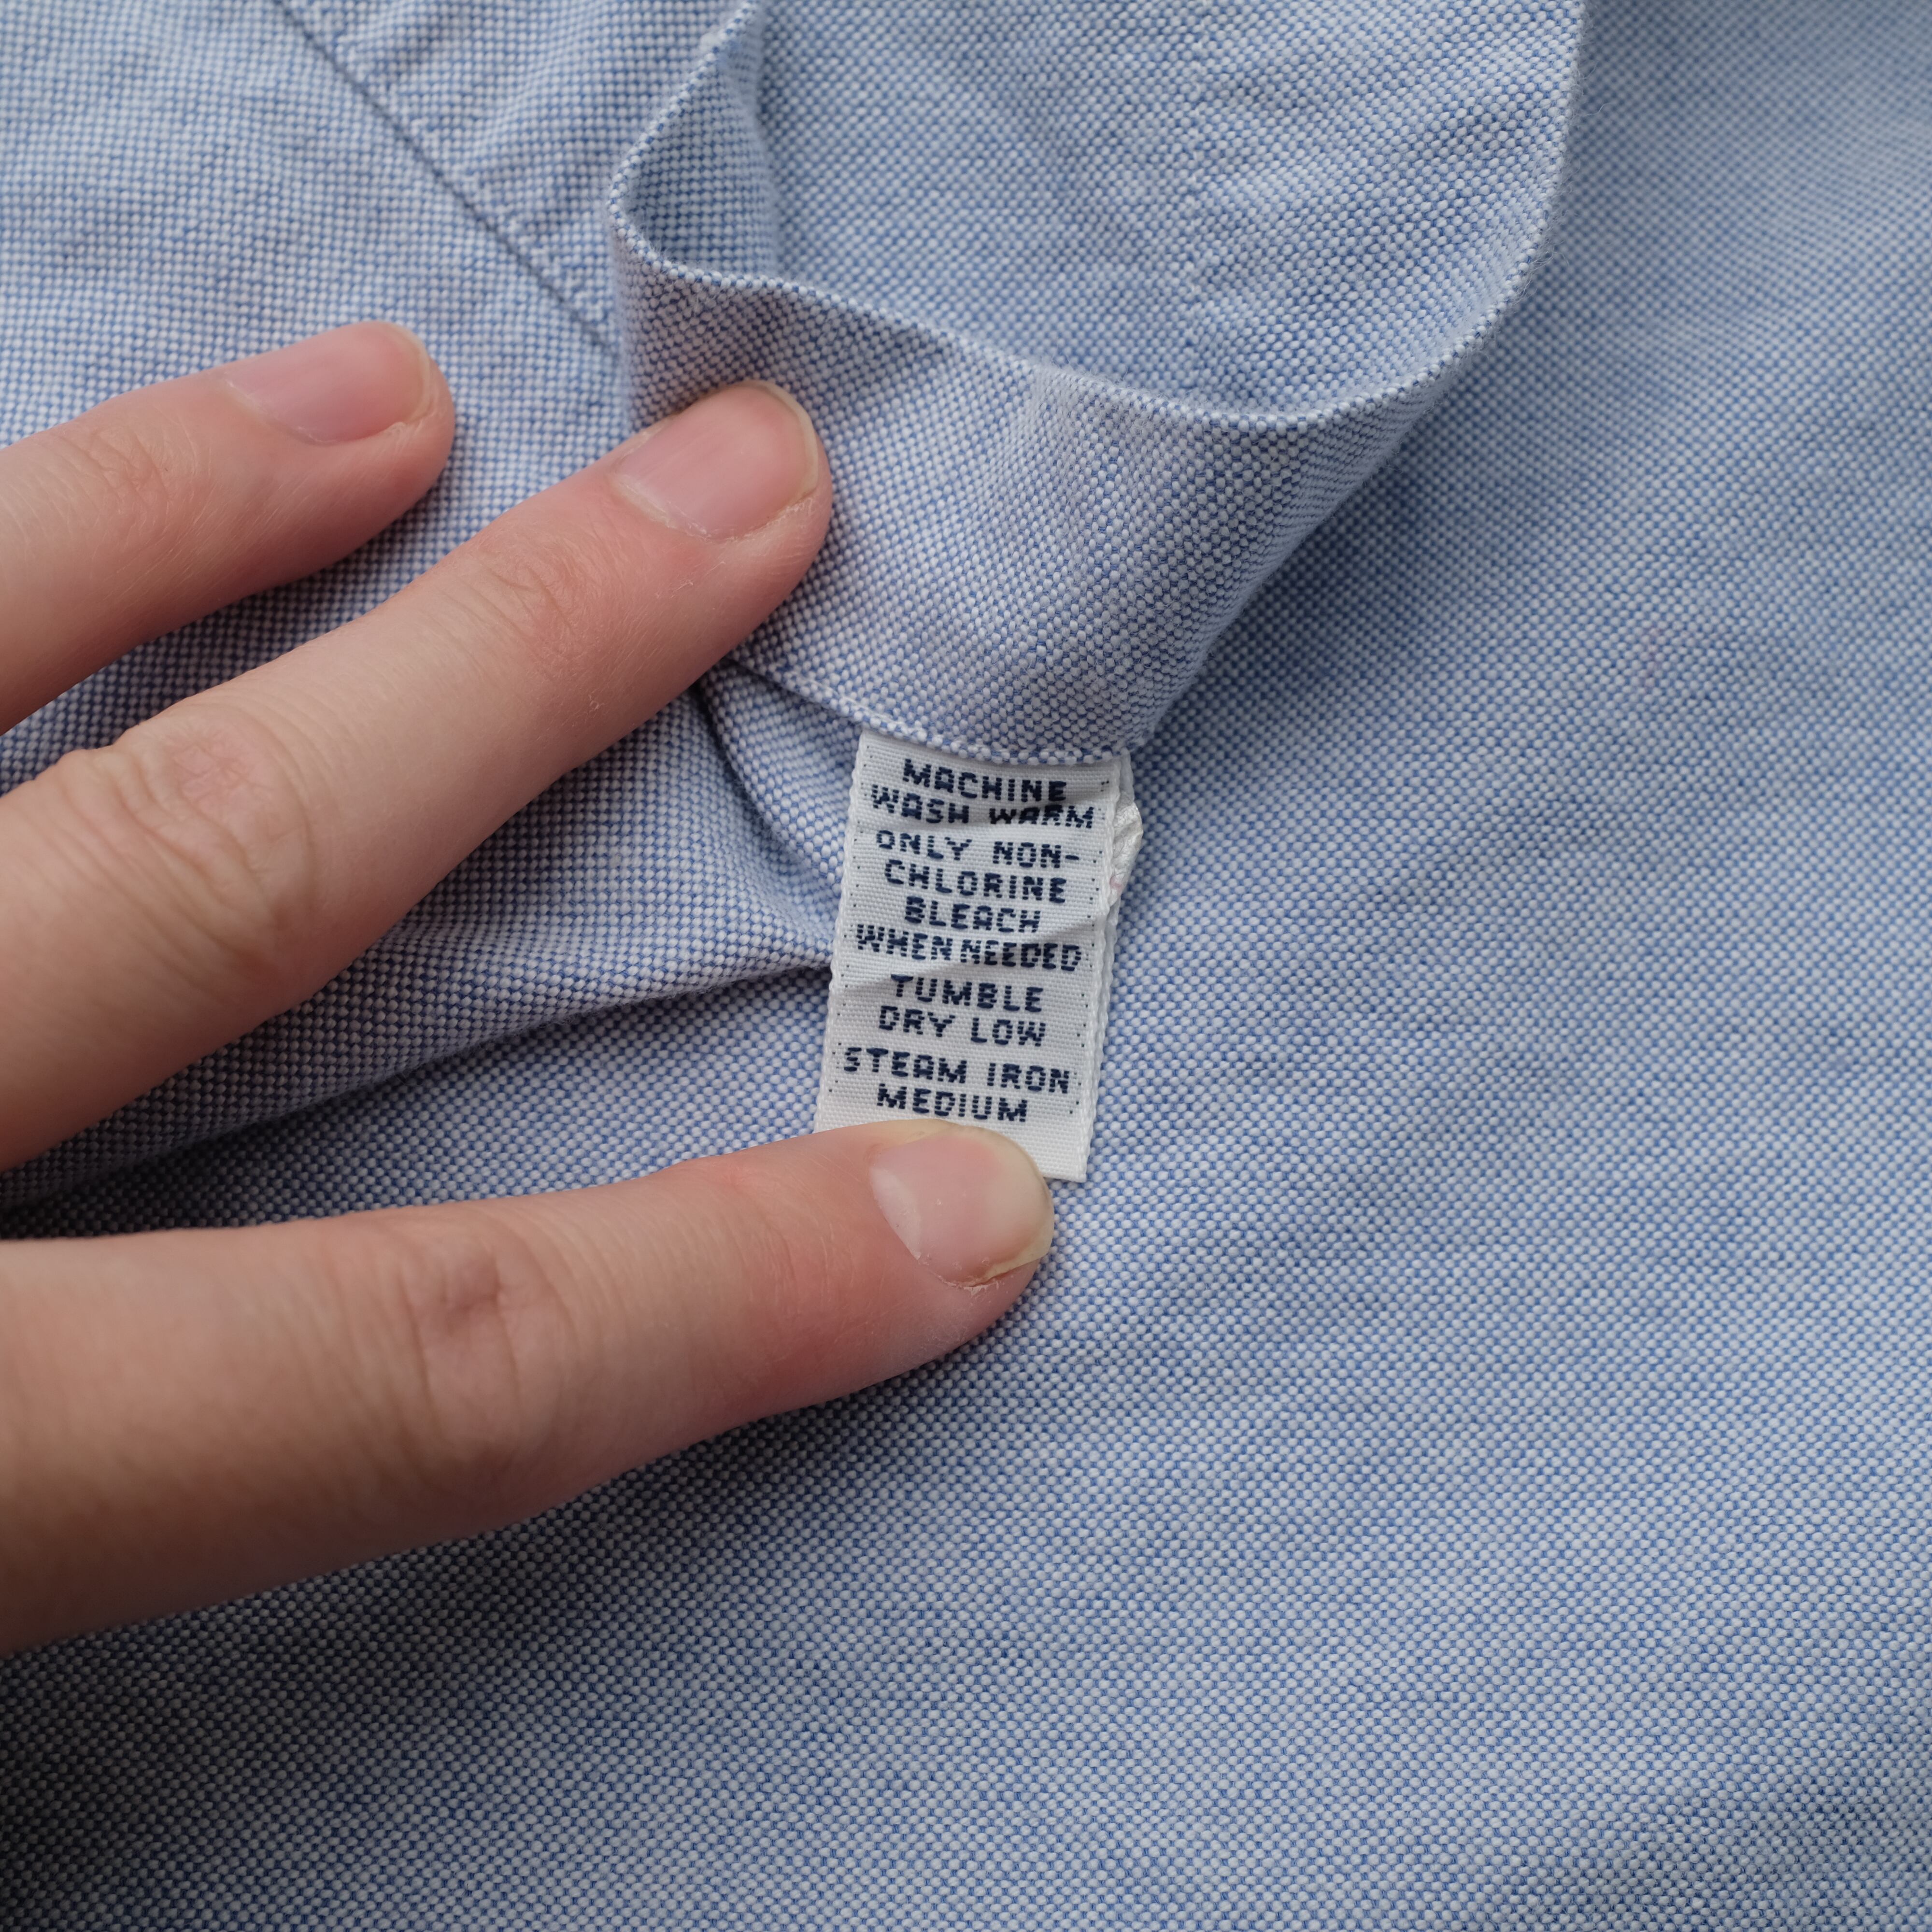 MACHINE
WASH WARM
ONLY NON-
CHLORINE
BLEACH
WHEN NEEDED
TUMBLE
DRY LOW
STEAM IRON
MEDIUM